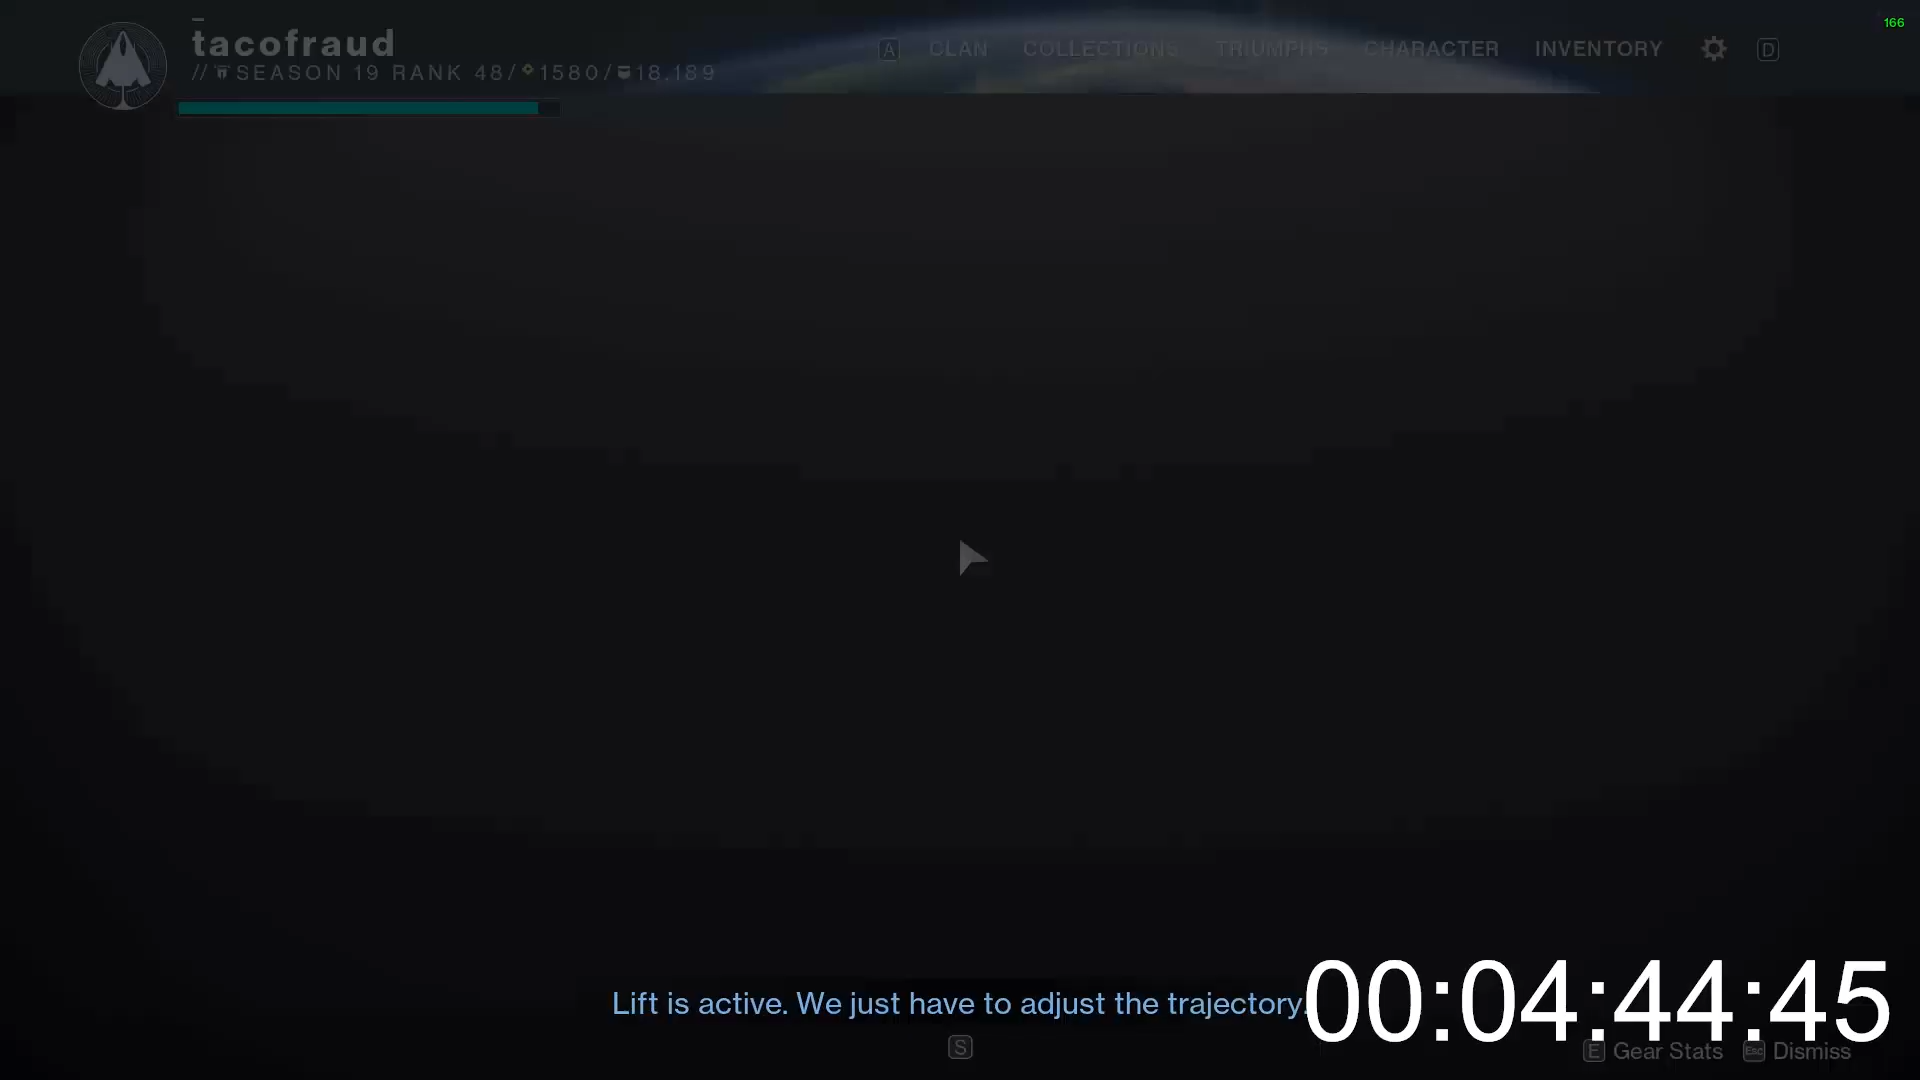 166
tacofraud
A CLAN COLLECTIONS TRIUMPHS CHARACTER INVENTORY D
// SEASON 19 RANK 48/1580/18.189
Lift is active. We just have to adjust the trajectory.
00:04:44:45
S
E Gear Stats Esc Dismiss